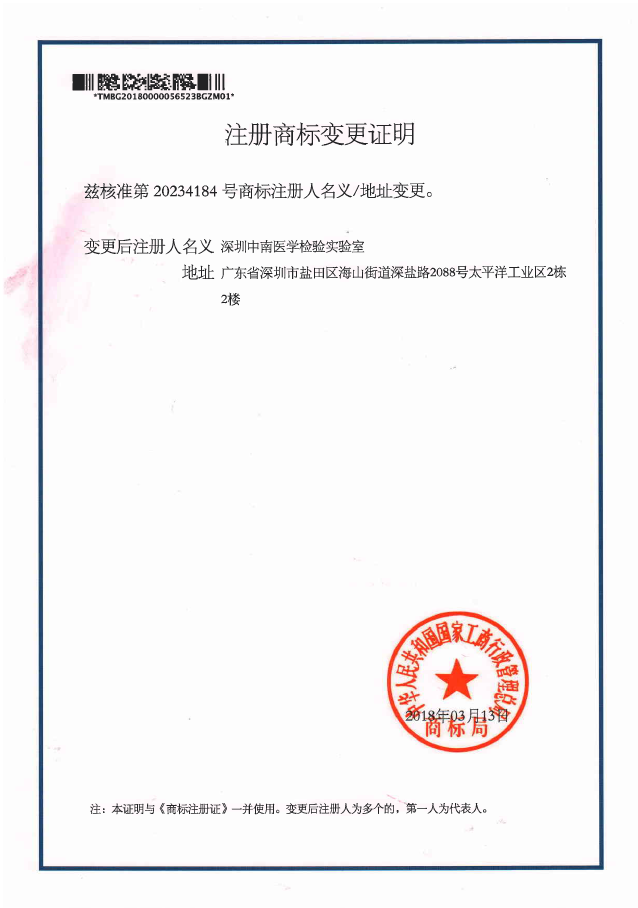 *TMBG20180000056523BGZM01*
注册商标变更证明
兹核准第 20234184 号商标注册人名义/地址变更。
变更后注册人名义 深圳中南医学检验实验室
地址 广东省深圳市盐田区海山街道深盐路2088号太平洋工业区2栋
2楼
中华人民共和国国家工商行政管理总局
2018年03月13日
商标局
注：本证明与《商标注册证》一并使用。变更后注册人为多个的，第一人为代表人。